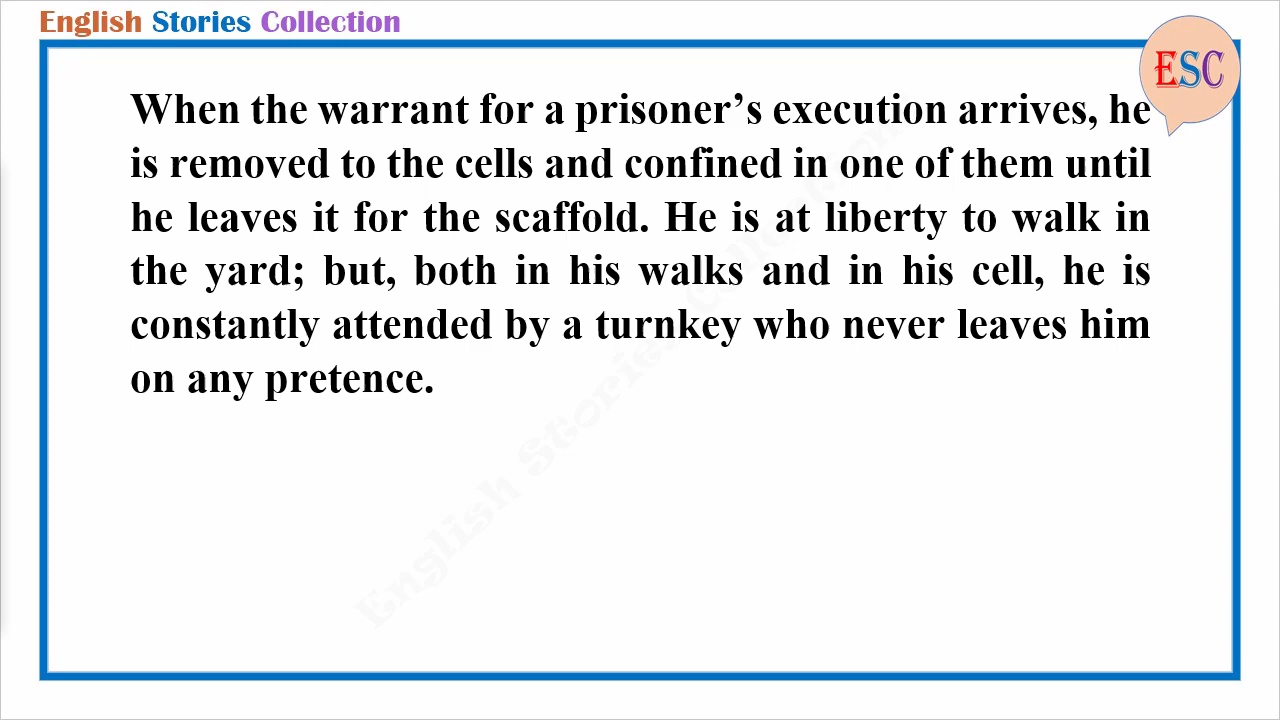 English Stories Collection
ESC
When the warrant for a prisoner’s execution arrives, he
is removed to the cells and confined in one of them until
he leaves it for the scaffold. He is at liberty to walk in
the yard; but, both in his walks and in his cell, he is
constantly attended by a turnkey who never leaves him
on any pretence.
English Stories Collection